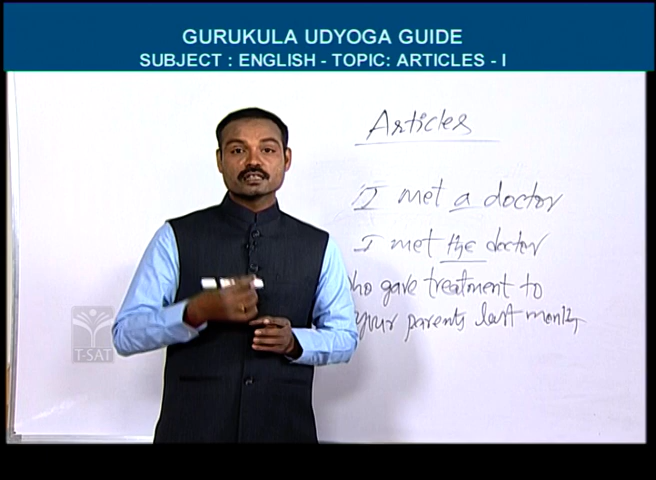 GURUKULA UDYOGA GUIDE
SUBJECT : ENGLISH - TOPIC: ARTICLES - I
Articles
I met a doctor
I met the doctor
ho gave treatment to
your parents last month
T-SAT